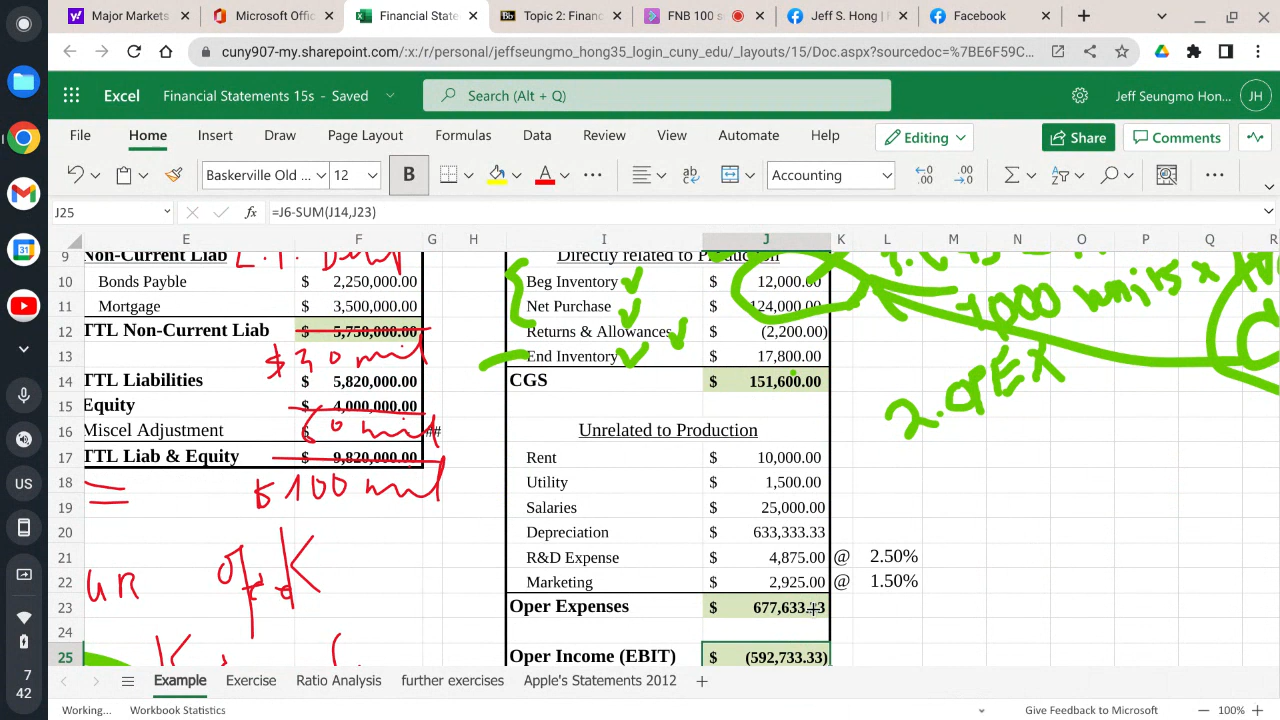 Major Markets
Microsoft Office
Financial State
Topic 2: Financ
FNB 100 s
Jeff S. Hong |
Facebook
cuny907-my.sharepoint.com/:x:/r/personal/jeffseungmo_hong35_login_cuny_edu/_layouts/15/Doc.aspx?sourcedoc=%7BE6F59C...
Excel Financial Statements 15s - Saved Search (Alt + Q) Jeff Seungmo Hon... JH
File Home Insert Draw Page Layout Formulas Data Review View Automate Help Editing Share Comments
Baskerville Old ... 12 B A ... Accounting
J25 fx =J6-SUM(J14,J23)
E F G H I J K L M N O P Q R
9 Non-Current Liab L.T. Directly related to Production
10 Bonds Payble $ 2,250,000.00 Beg Inventory $ 12,000.00
11 Mortgage $ 3,500,000.00 Net Purchase 124,000.00 1000 units x
12 TTL Non-Current Liab $ 5,750,000.00 Returns & Allowances $ (2,200.00)
13 $30 mil End Inventory $ 17,800.00
14 TTL Liabilities $ 5,820,000.00 CGS $ 151,600.00 2. OPEX
15 Equity $ 4,000,000.00
16 Miscel Adjustment $ mil ## Unrelated to Production
17 TTL Liab & Equity $ 9,820,000.00 Rent $ 10,000.00
18 = $100 mil Utility $ 1,500.00
19 Salaries $ 25,000.00
20 Depreciation $ 633,333.33
21 R&D Expense $ 4,875.00 @ 2.50%
22 Marketing $ 2,925.00 @ 1.50%
23 Oper Expenses $ 677,633.33
24
25 Oper Income (EBIT) $ (592,733.33)
Example Exercise Ratio Analysis further exercises Apple's Statements 2012
Working... Workbook Statistics Give Feedback to Microsoft 100%
31
US
7
42